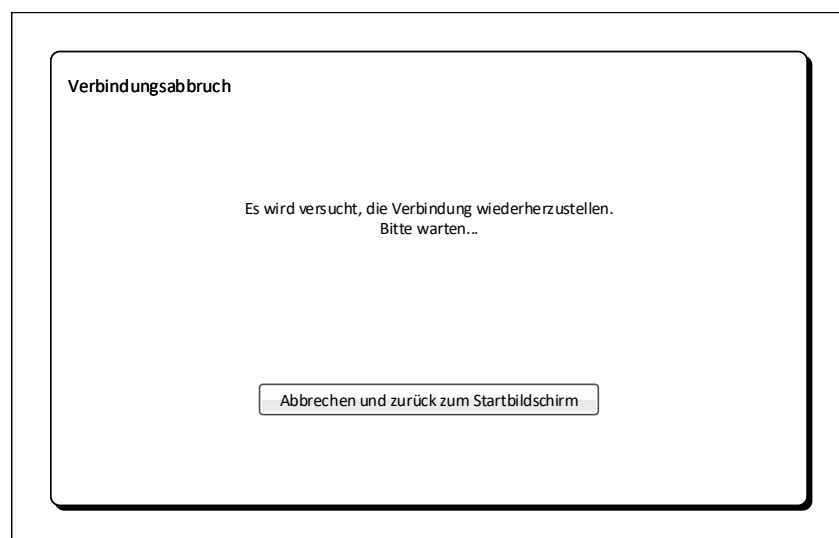 Verbindungsabbruch
Es wird versucht, die Verbindung wiederherzustellen.
Bitte warten...
Abbrechen und zurück zum Startbildschirm